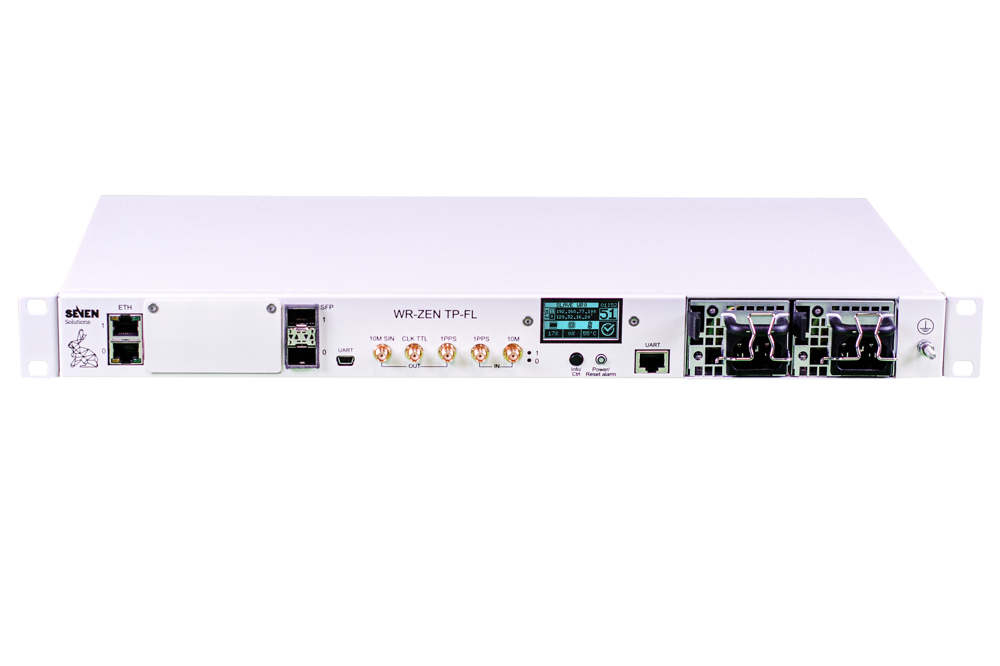 SEVEN
Solutions
ETH
1
0
SFP
1
0
UART
WR-ZEN TP-FL
10M SIN CLK TTL 1PPS 1PPS 10M
OUT IN
1
0
SLAVE WR0 01:52
ETH 1 192.168.77.100
0 129.32.16.20
51
17% 0% 55°C
Info/
Ctrl
Power/
Reset alarm
UART